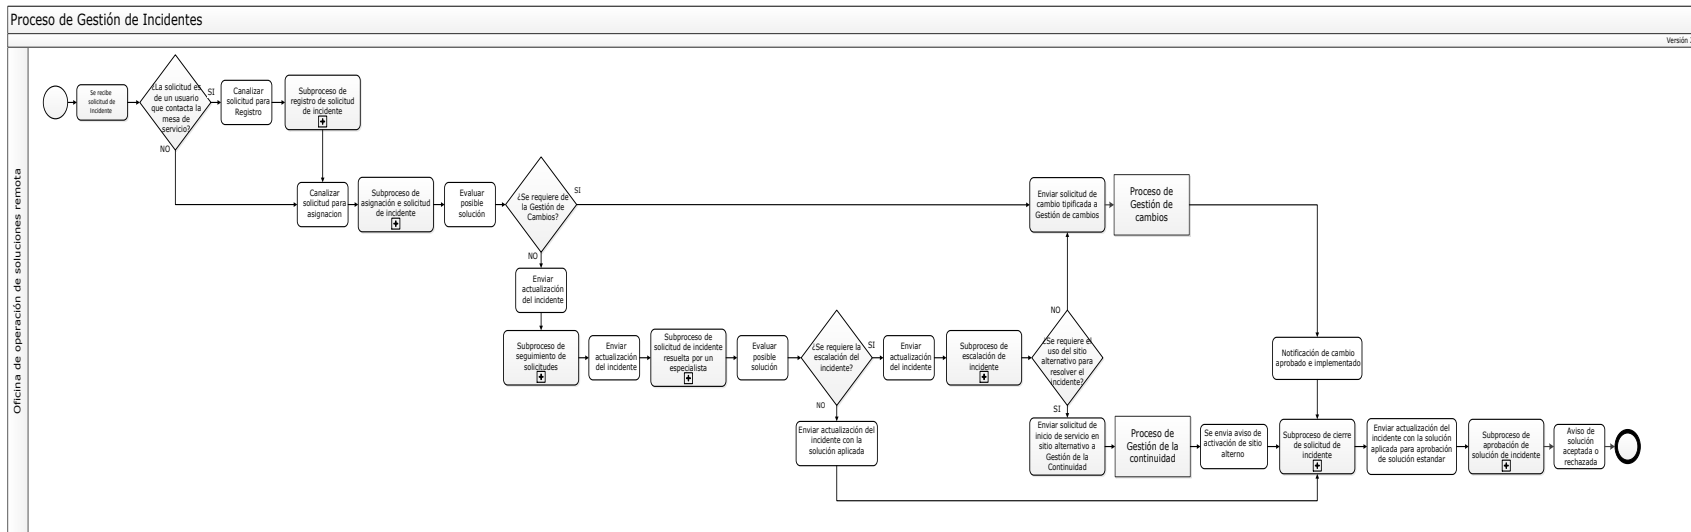 Proceso de Gestión de Incidentes
Versión
Oficina de operación de soluciones remota
Se recibe
solicitud de
Incidente
¿La solicitud es
de un usuario
que contacta la
mesa de
servicio?
SI
NO
Canalizar
solicitud para
Registro
Subproceso de
registro de solicitud
de incidente
Canalizar
solicitud para
asignacion
Subproceso de
asignación e solicitud
de incidente
Evaluar
posible
solución
¿Se requiere de
la Gestión de
Cambios?
SI
NO
Enviar solicitud de
cambio tipificada a
Gestión de cambios
Proceso de
Gestión de
cambios
Enviar
actualización
del incidente
Subproceso de
seguimiento de
solicitudes
Enviar
actualización
del incidente
Subproceso de
solicitud de incidente
resuelta por un
especialista
Evaluar
posible
solución
¿Se requiere la
escalación del
incidente?
SI
NO
Enviar
actualización
del incidente
Subproceso de
escalación de
incidente
¿Se requiere el
uso del sitio
alternativo para
resolver el
incidente?
NO
SI
Notificación de cambio
aprobado e implementado
Enviar actualización del
incidente con la
solución aplicada
Enviar solicitud de
inicio de servicio en
sitio alternativo a
Gestión de la
Continuidad
Proceso de
Gestión de la
continuidad
Se envia aviso de
activación de sitio
alterno
Subproceso de cierre
de solicitud de
incidente
Enviar actualización del
incidente con la solución
aplicada para aprobación
de solución estandar
Subproceso de
aprobación de
solución de incidente
Aviso de
solución
aceptada o
rechazada